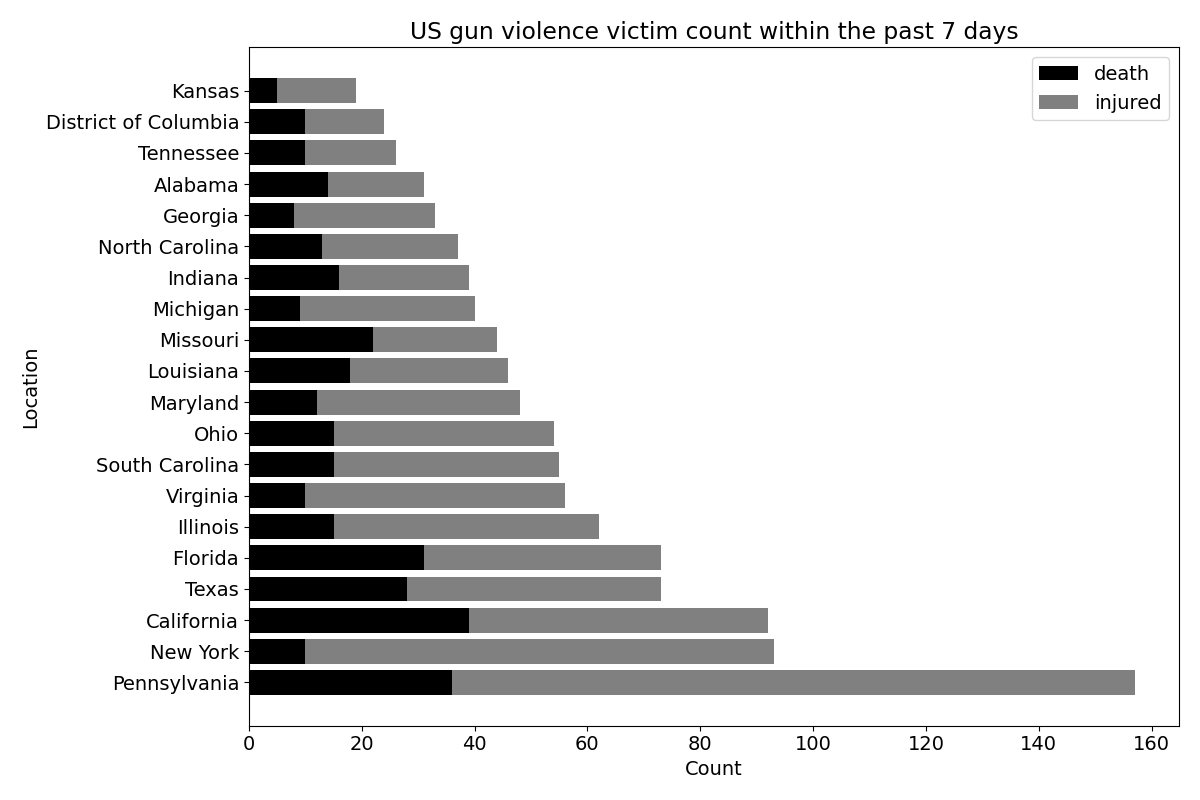 US gun violence victim count within the past 7 days
death
injured
Kansas
District of Columbia
Tennessee
Alabama
Georgia
North Carolina
Indiana
Michigan
Missouri
Louisiana
Maryland
Ohio
South Carolina
Virginia
Illinois
Florida
Texas
California
New York
Pennsylvania
Location
0 20 40 60 80 100 120 140 160
Count